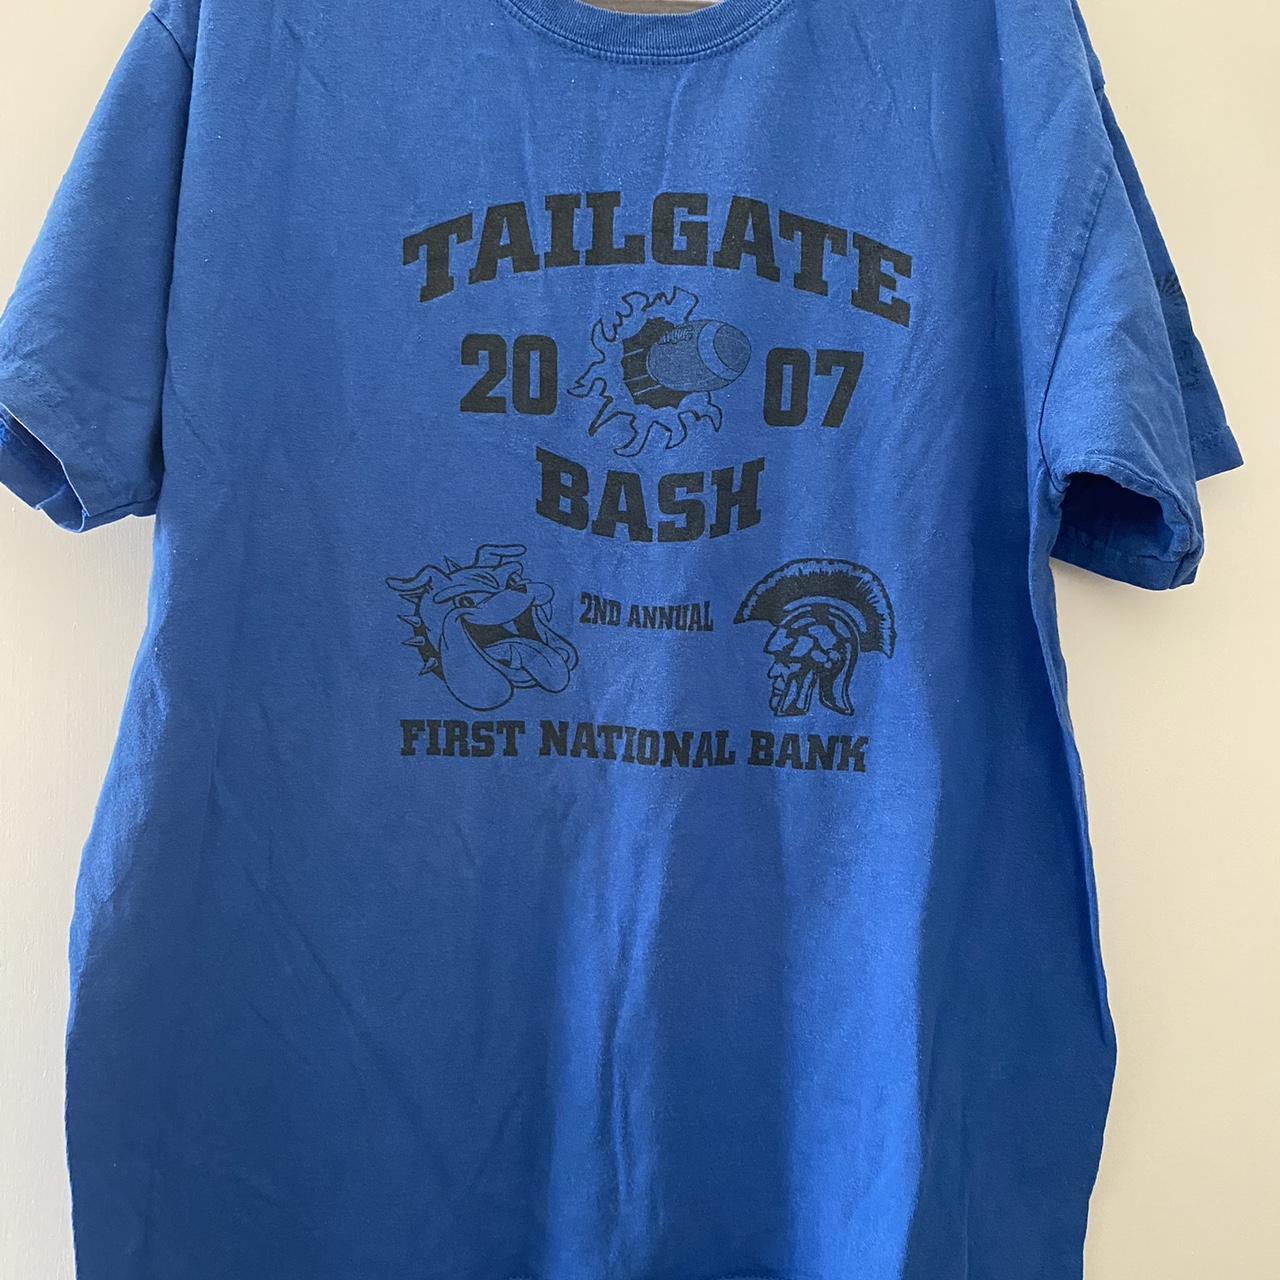 TAILGATE
20 07
BASH
2ND ANNUAL
FIRST NATIONAL BANK